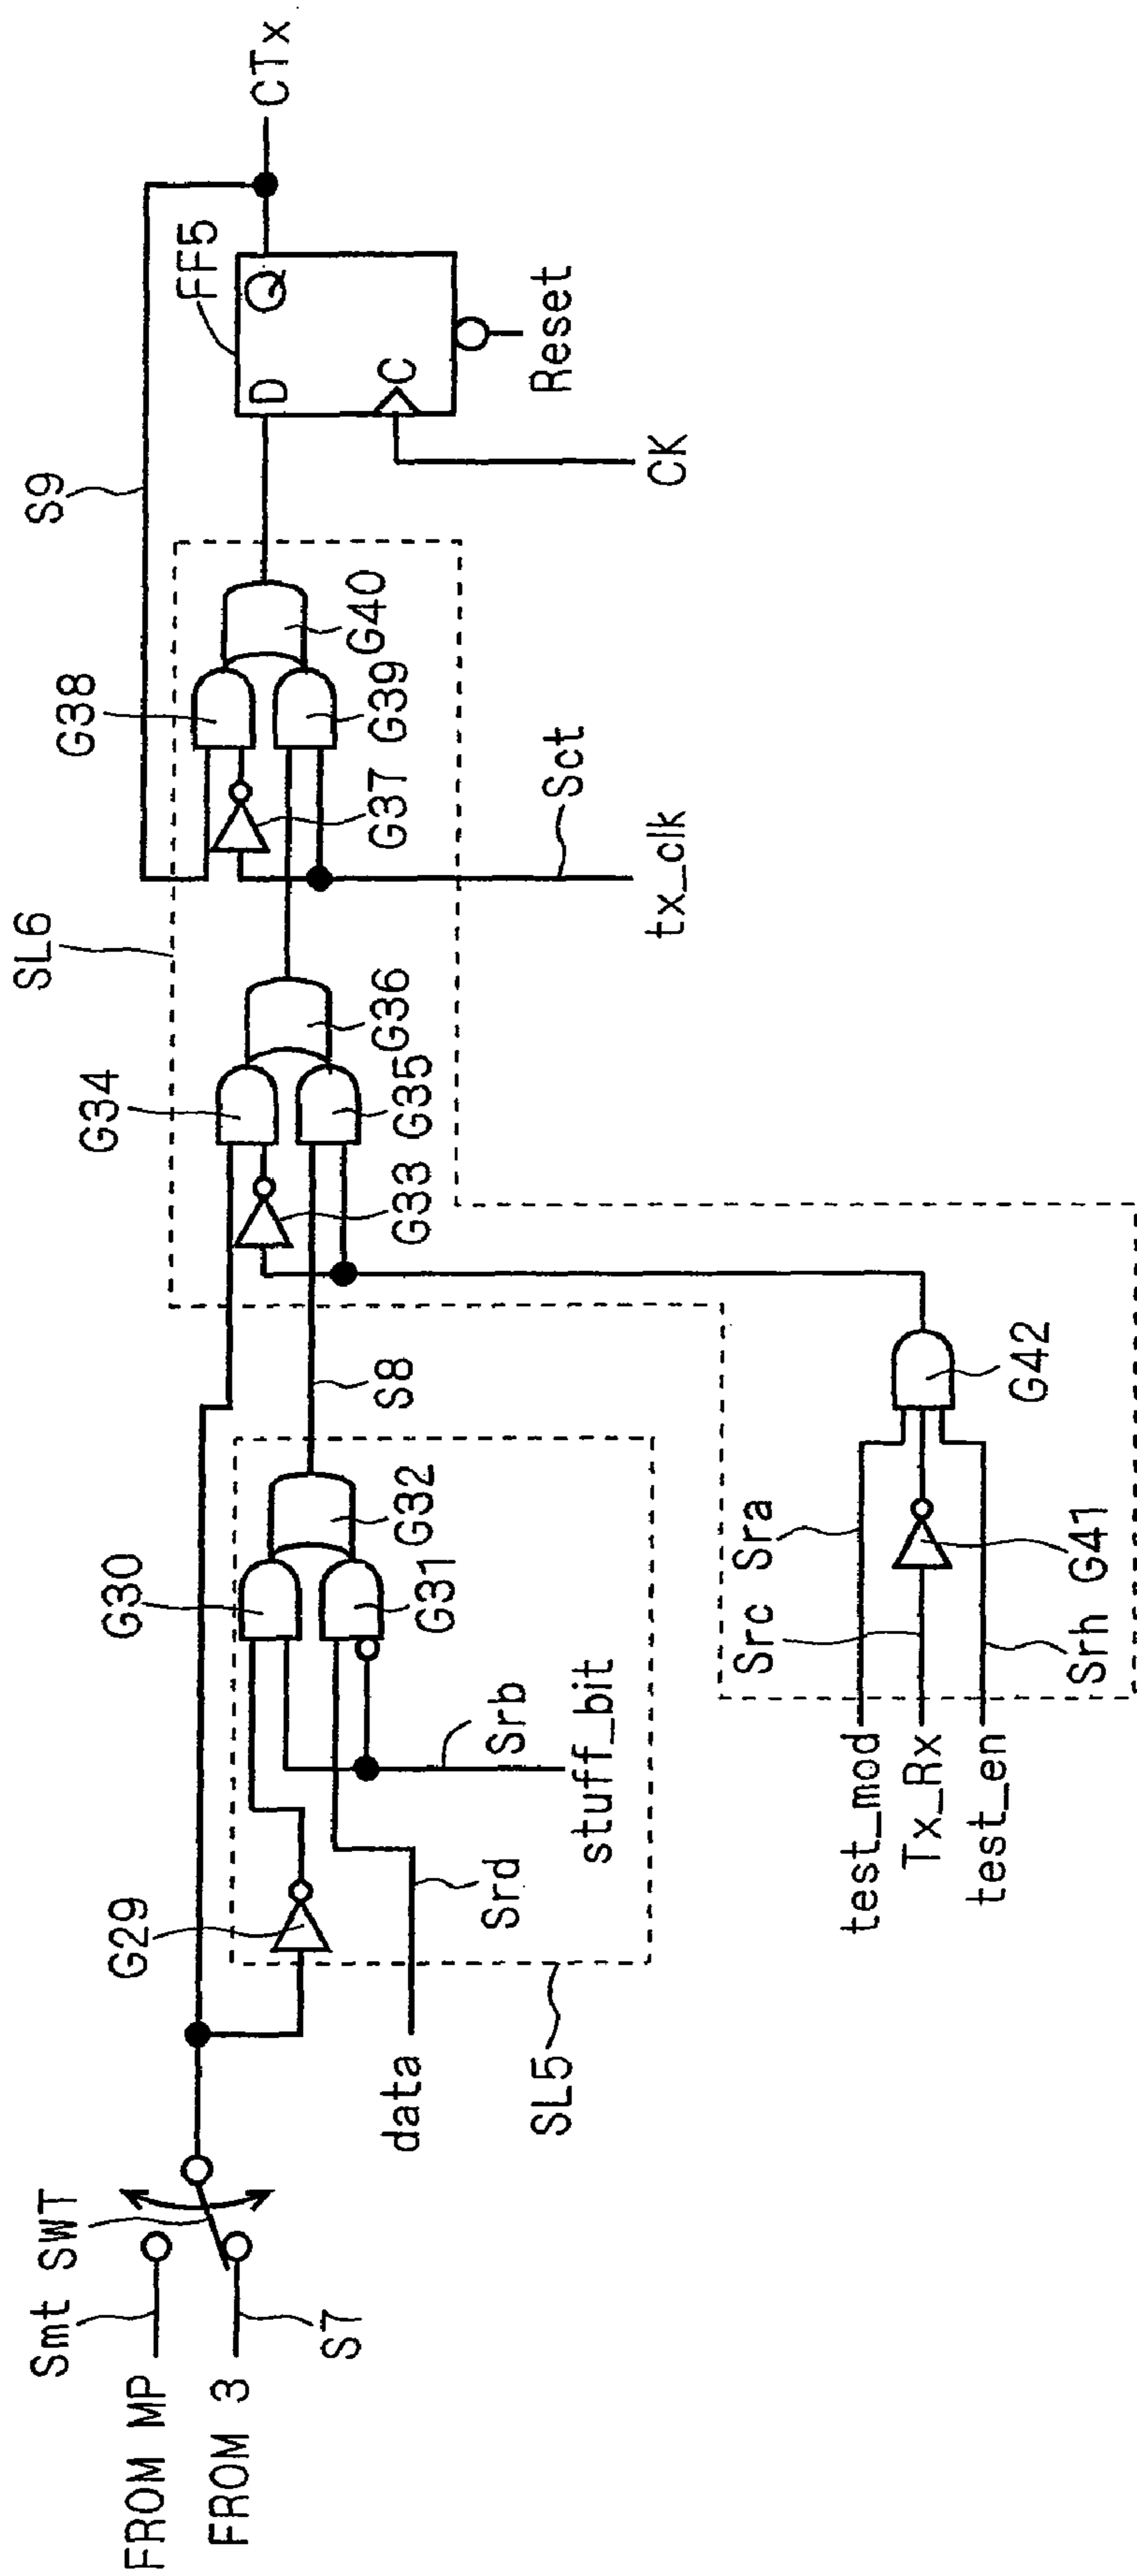 FROM MP
FROM 3
Smt
SWT
S7
G29
data
Srd
SL5
G30
G31
G32
Srb
stuff_bit
S8
test_mod
Tx_Rx
test_en
Src
Sra
Srh
G41
G42
SL6
G33
G34
G35
G36
G37
G38
G39
G40
Sct
tx_clk
S9
FF5
D
Q
C
CK
Reset
CTx